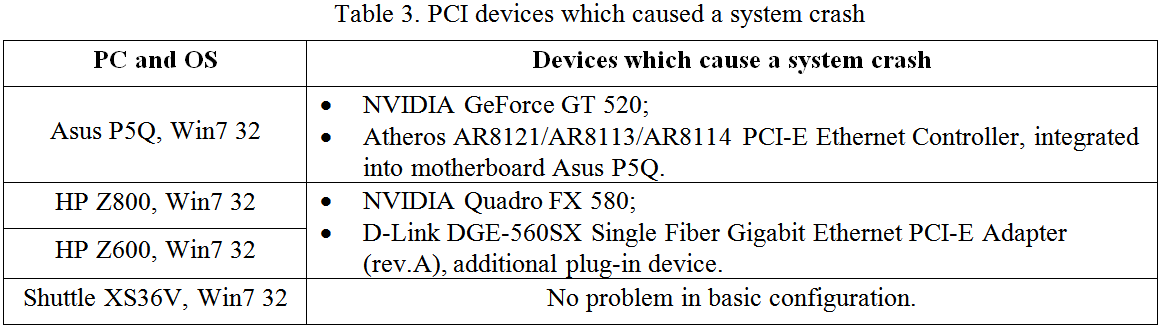 Table 3. PCI devices which caused a system crash
PC and OS
Devices which cause a system crash
Asus P5Q, Win7 32
• NVIDIA GeForce GT 520;
• Atheros AR8121/AR8113/AR8114 PCI-E Ethernet Controller, integrated
into motherboard Asus P5Q.
HP Z800, Win7 32
HP Z600, Win7 32
• NVIDIA Quadro FX 580;
• D-Link DGE-560SX Single Fiber Gigabit Ethernet PCI-E Adapter
(rev.A), additional plug-in device.
Shuttle XS36V, Win7 32
No problem in basic configuration.